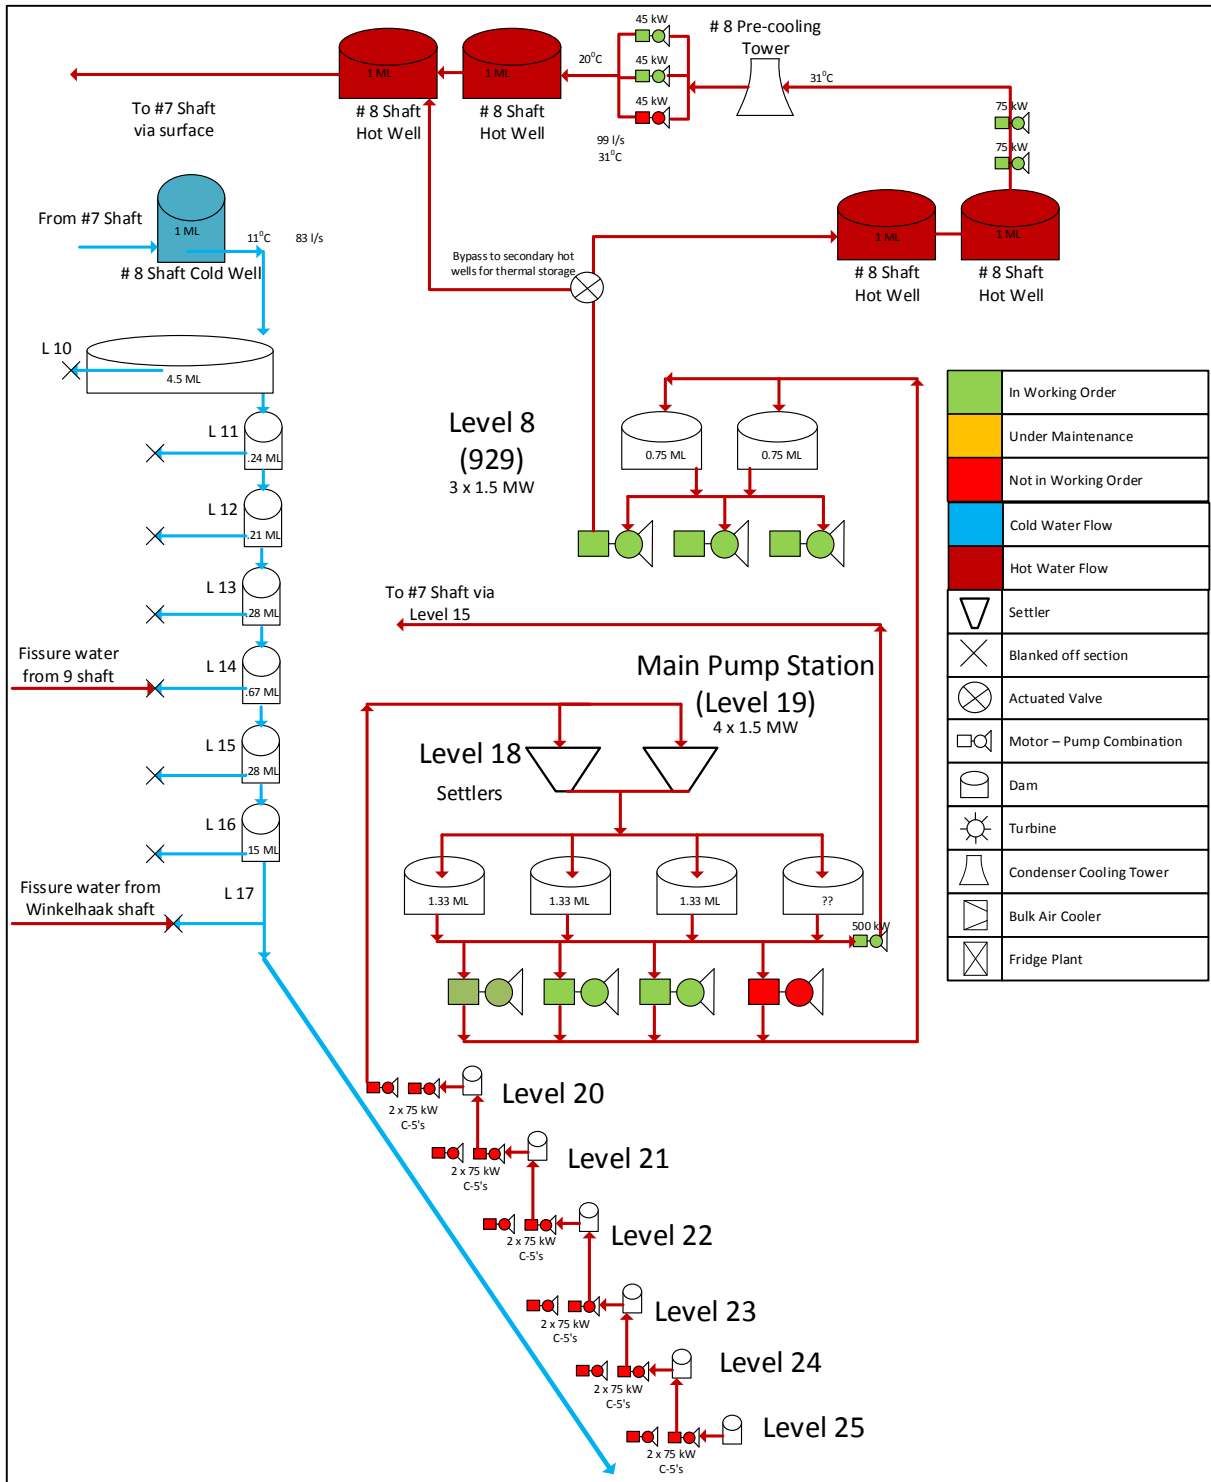 45 kW
# 8 Pre-cooling
Tower
1 ML
1 ML
20⁰C
45 kW
31⁰C
45 kW
To #7 Shaft
via surface
# 8 Shaft
Hot Well
# 8 Shaft
Hot Well
99 l/s
31⁰C
75 kW
75 kW
From #7 Shaft
1 ML
11⁰C
83 l/s
# 8 Shaft Cold Well
Bypass to secondary hot
wells for thermal storage
1 ML
1 ML
# 8 Shaft
Hot Well
# 8 Shaft
Hot Well
L 10
4.5 ML
L 11
.24 ML
L 12
.21 ML
L 13
.28 ML
Fissure water
from 9 shaft
L 14
.67 ML
L 15
.28 ML
L 16
.15 ML
Fissure water from
Winkelhaak shaft
L 17
Level 8
(929)
3 x 1.5 MW
0.75 ML
0.75 ML
To #7 Shaft via
Level 15
Main Pump Station
(Level 19)
4 x 1.5 MW
Level 18
Settlers
1.33 ML
1.33 ML
1.33 ML
??
500 kW
2 x 75 kW
C-5's
Level 20
2 x 75 kW
C-5's
Level 21
2 x 75 kW
C-5's
Level 22
2 x 75 kW
C-5's
Level 23
2 x 75 kW
C-5's
Level 24
2 x 75 kW
C-5's
Level 25
In Working Order
Under Maintenance
Not in Working Order
Cold Water Flow
Hot Water Flow
Settler
Blanked off section
Actuated Valve
Motor – Pump Combination
Dam
Turbine
Condenser Cooling Tower
Bulk Air Cooler
Fridge Plant